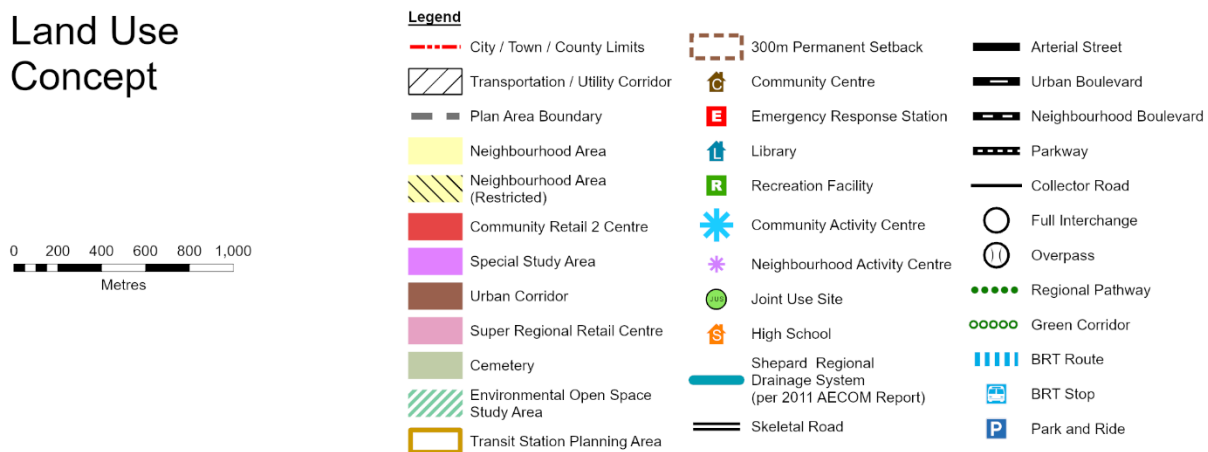 Land Use
Concept
0 200 400 600 800 1,000
Metres
Legend
City / Town / County Limits
Transportation / Utility Corridor
Plan Area Boundary
Neighbourhood Area
Neighbourhood Area
(Restricted)
Community Retail 2 Centre
Special Study Area
Urban Corridor
Super Regional Retail Centre
Cemetery
Environmental Open Space
Study Area
Transit Station Planning Area
300m Permanent Setback
C
Community Centre
E
Emergency Response Station
L
Library
R
Recreation Facility
Community Activity Centre
Neighbourhood Activity Centre
JUS
Joint Use Site
S
High School
Shepard Regional
Drainage System
(per 2011 AECOM Report)
Skeletal Road
Arterial Street
Urban Boulevard
Neighbourhood Boulevard
Parkway
Collector Road
Full Interchange
Overpass
Regional Pathway
Green Corridor
BRT Route
BRT Stop
P
Park and Ride